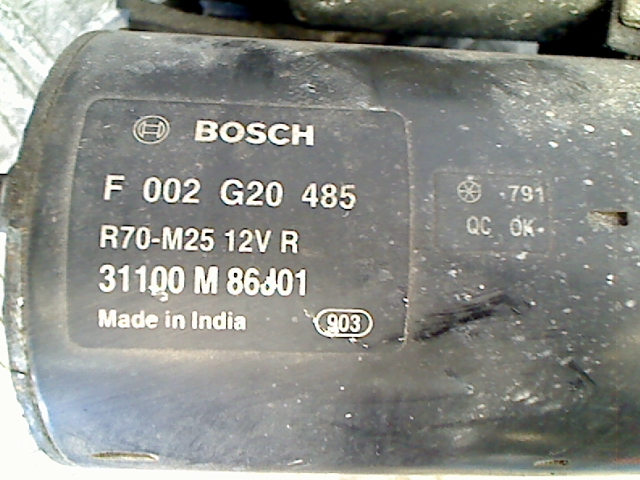 BOSCH
F 002 G20 485
R70-M25 12V R
31100 M 86J01
Made in India 903
791
QC OK